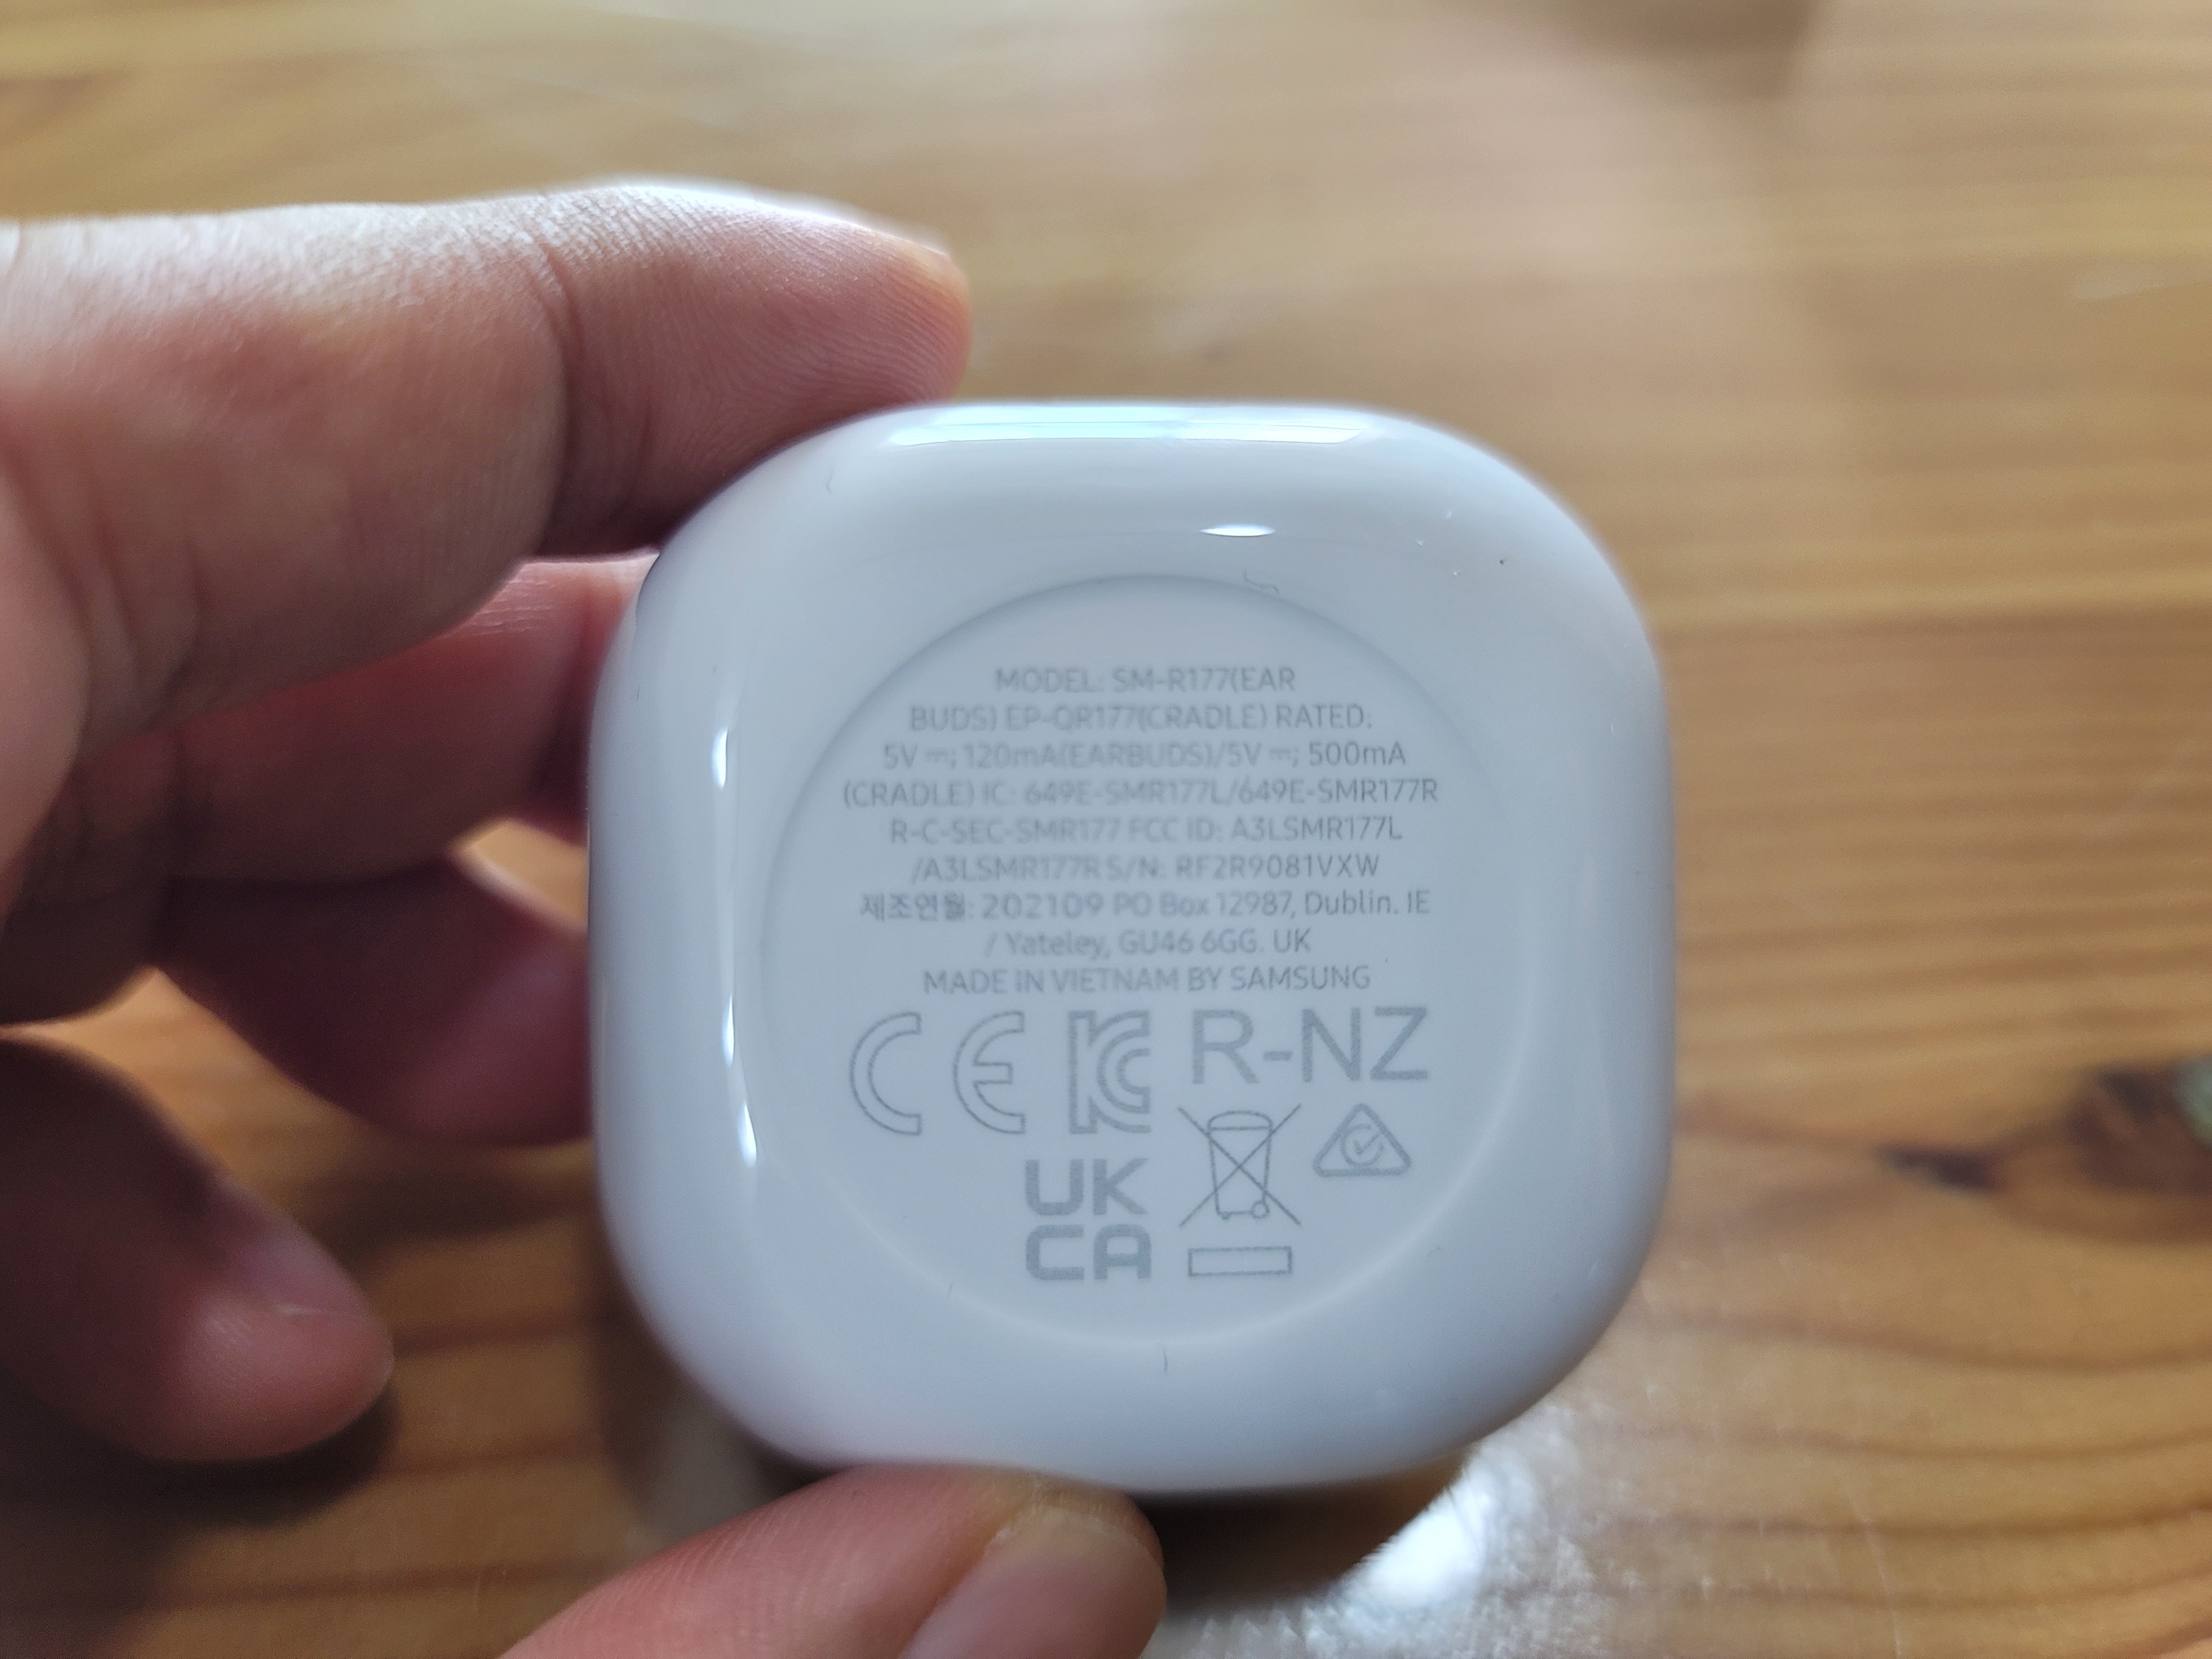 MODEL: SM-R177(EAR
BUDS) EP-QR177(CRADLE) RATED:
5V ⎓; 120mA(EARBUDS)/5V ⎓; 500mA
(CRADLE) IC: 649E-SMR177L/649E-SMR177R
R-C-SEC-SMR177 FCC ID: A3LSMR177L
/A3LSMR177R S/N: RF2R9081VXW
제조연월: 202109 PO Box 12987, Dublin. IE
/ Yateley, GU46 6GG. UK
MADE IN VIETNAM BY SAMSUNG
CE KC R-NZ
UK
CA